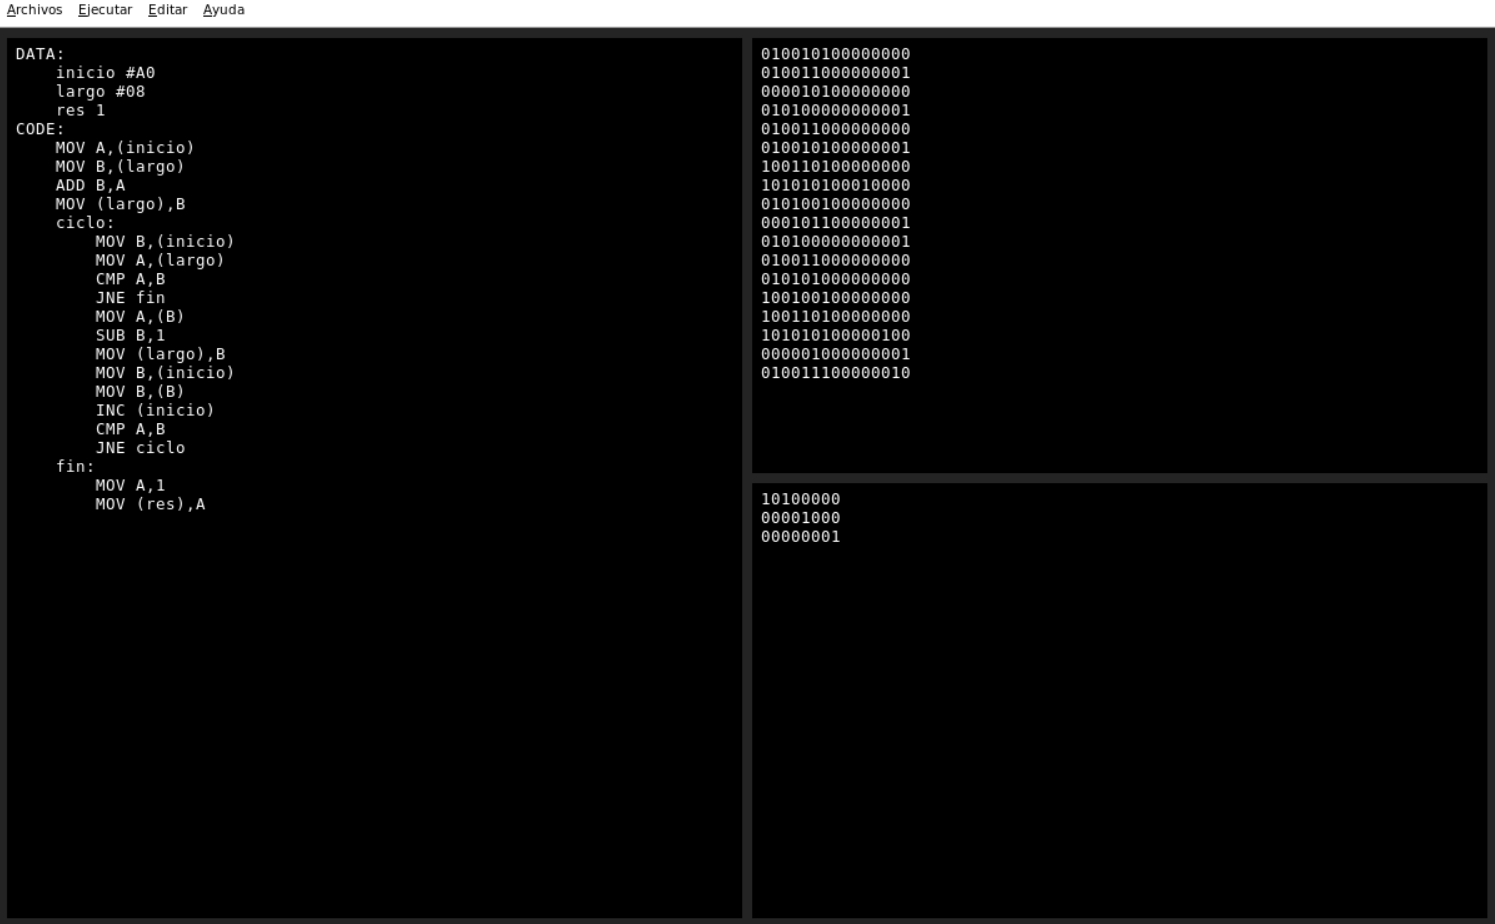 Archivos Ejecutar Editar Ayuda
DATA:
    inicio #A0
    largo #08
    res 1
CODE:
    MOV A,(inicio)
    MOV B,(largo)
    ADD B,A
    MOV (largo),B
    ciclo:
        MOV B,(inicio)
        MOV A,(largo)
        CMP A,B
        JNE fin
        MOV A,(B)
        SUB B,1
        MOV (largo),B
        MOV B,(inicio)
        MOV B,(B)
        INC (inicio)
        CMP A,B
        JNE ciclo
    fin:
        MOV A,1
        MOV (res),A
010010100000000
010011000000001
000010100000000
010100000000001
010011000000000
010010100000001
100110100000000
101010100010000
010100100000000
000101100000001
010100000000001
010011000000000
010101000000000
100100100000000
100110100000000
101010100000100
000001000000001
010011100000010
10100000
00001000
00000001